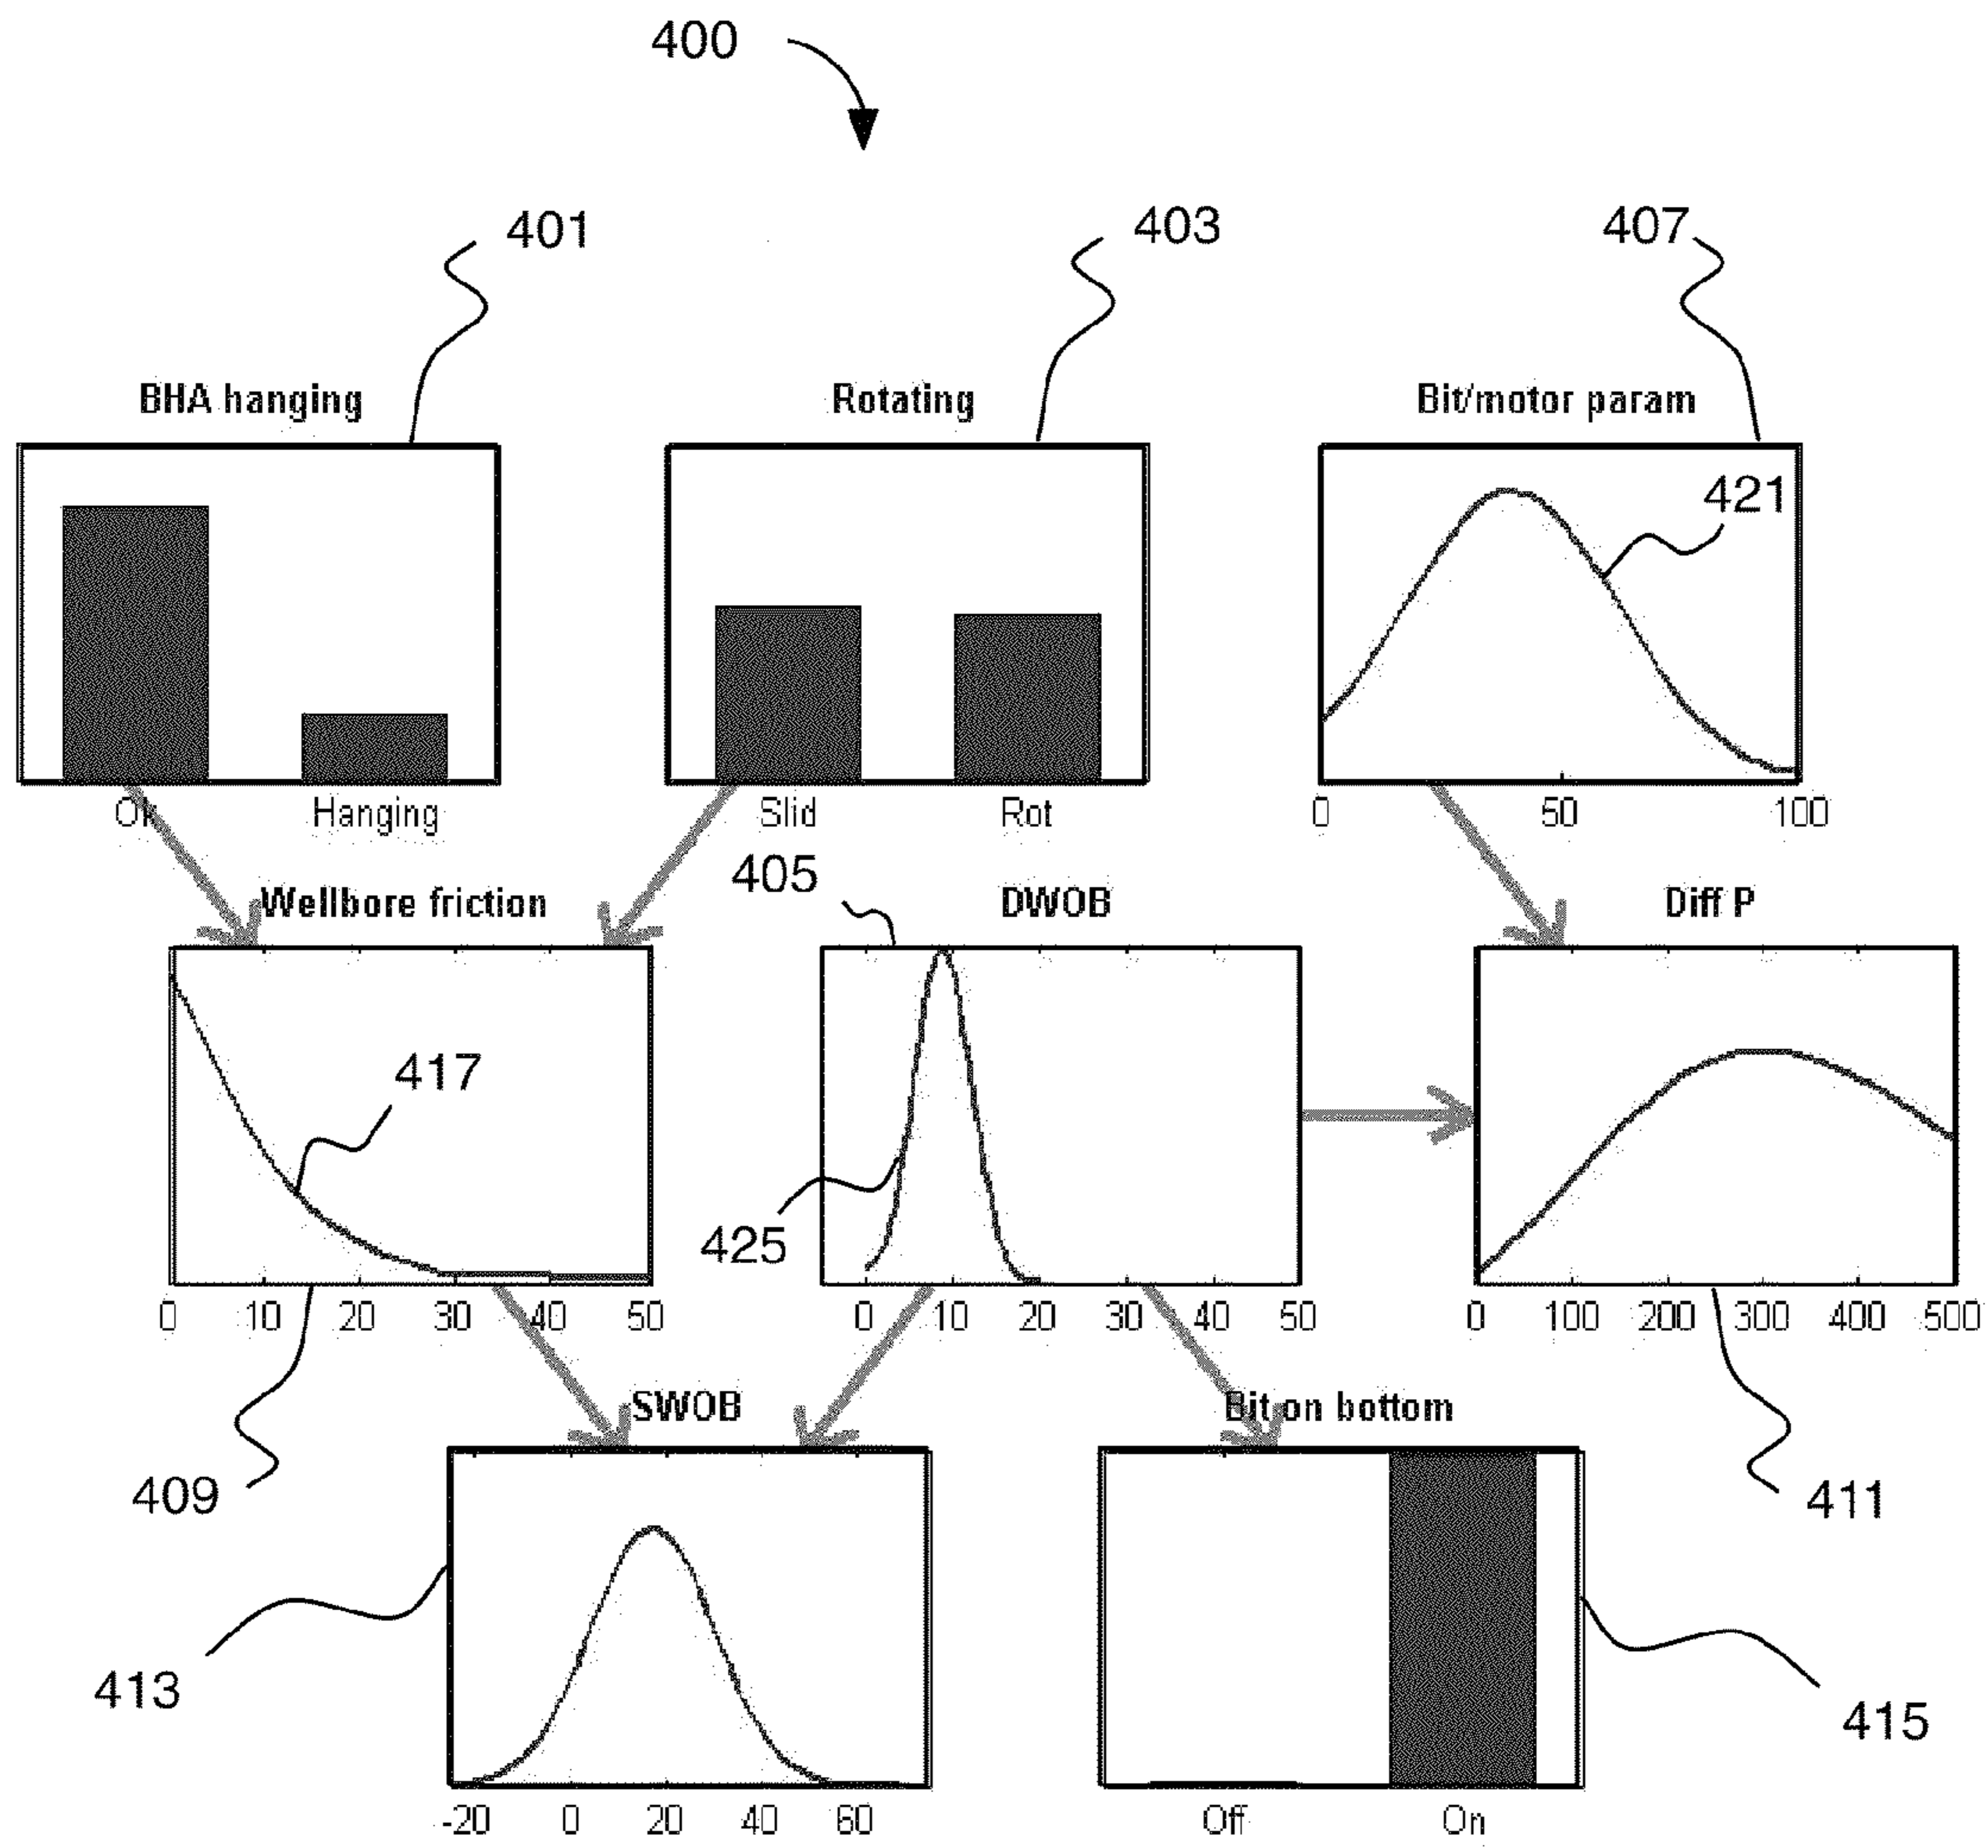 400
401
403
407
BHA hanging
Rotating
Bit/motor param
421
Ok
Hanging
Slid
Rot
0 50 100
405
Wellbore friction
DWOB
Diff P
417
425
0 10 20 30 40 50
0 10 20 30 40 50
0 100 200 300 400 500
SWOB
Bit on bottom
409
411
413
415
-20 0 20 40 60
Off
On